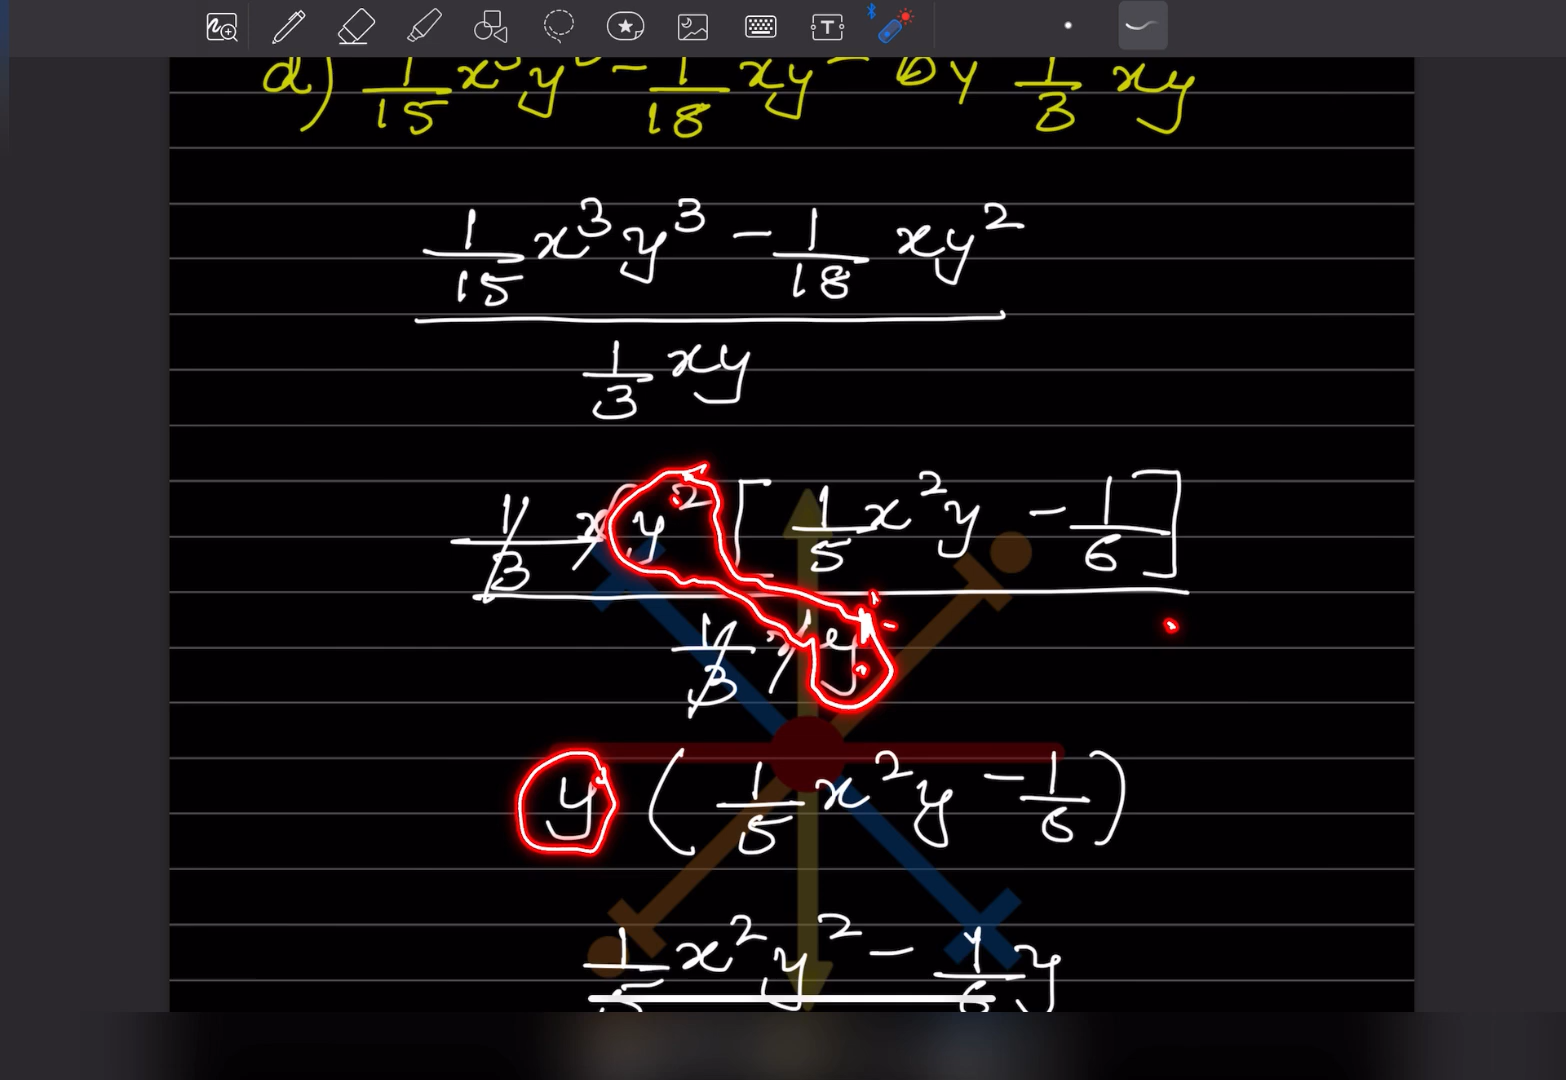 d) 1/15 x³y³ - 1/18 xy² by 1/3 xy
1/15 x³y³ - 1/18 xy²
1/3 xy
1/3 xy² [1/5 x²y - 1/6]
1/3 xy
y (1/5 x²y - 1/6)
1/5 x²y² - 1/6 y